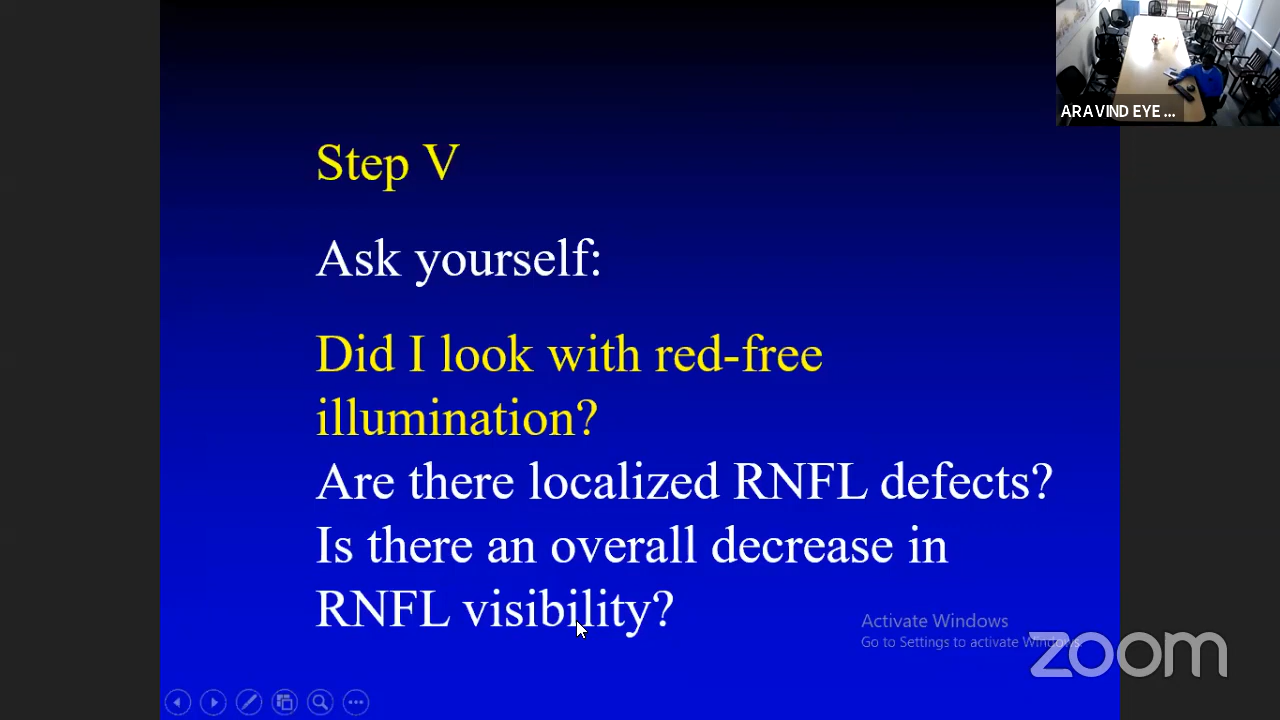 ARAVIND EYE ...
Step V
Ask yourself:
Did I look with red-free
illumination?
Are there localized RNFL defects?
Is there an overall decrease in
RNFL visibility?
Activate Windows
Go to Settings to activate Windows.
zoom